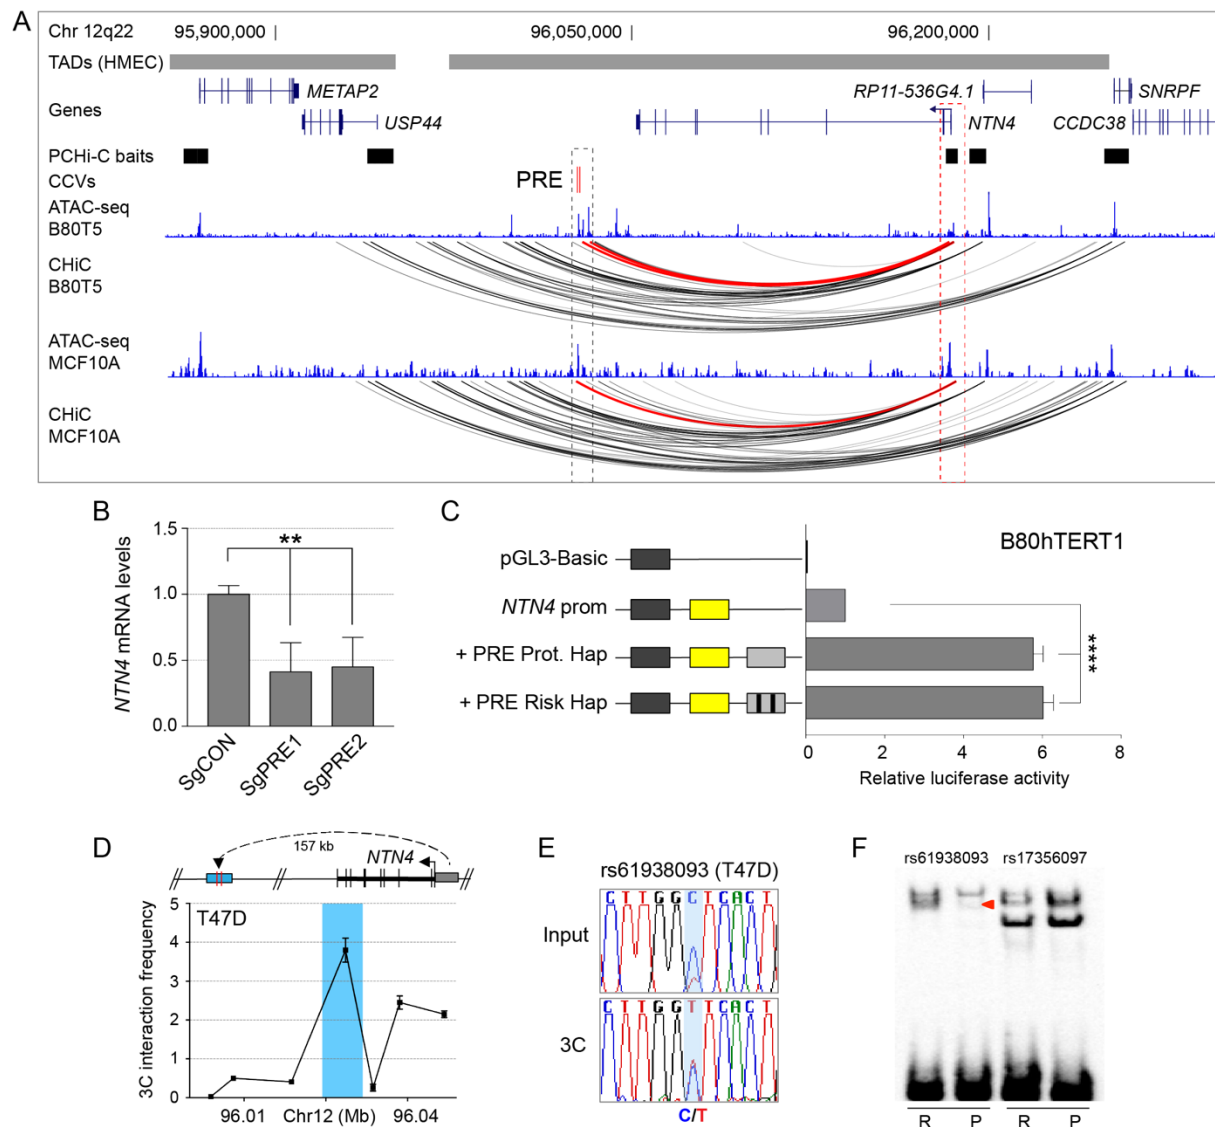 A
Chr 12q22
95,900,000
96,050,000
96,200,000
TADs (HMEC)
METAP2
RP11-536G4.1
SNRPF
Genes
USP44
NTN4
CCDC38
PCHi-C baits
CCVs
PRE
ATAC-seq
B80T5
CHiC
B80T5
ATAC-seq
MCF10A
CHiC
MCF10A
B
NTN4 mRNA levels
1.5
1.0
0.5
0.0
**
SgCON
SgPRE1
SgPRE2
C
B80hTERT1
pGL3-Basic
NTN4 prom
+ PRE Prot. Hap
+ PRE Risk Hap
****
0 2 4 6 8
Relative luciferase activity
D
157 kb
NTN4
T47D
3C interaction frequency
5
4
3
2
1
0
96.01 Chr12 (Mb) 96.04
E
rs61938093 (T47D)
Input
C T T G G C T C A C T
3C
C T T G G T T C A C T
C/T
F
rs61938093 rs17356097
R P R P